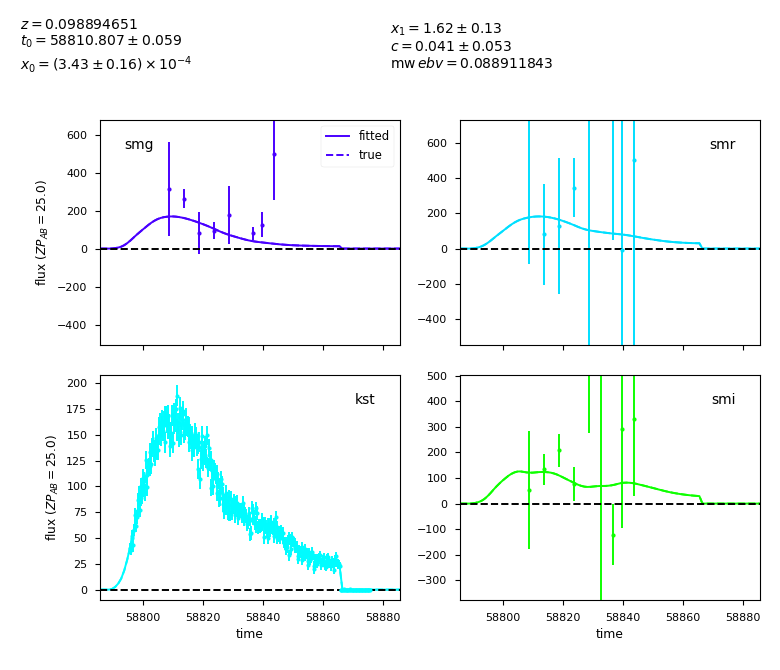 z = 0.098894651
t0 = 58810.807 ± 0.059
x0 = (3.43 ± 0.16) × 10^−4
x1 = 1.62 ± 0.13
c = 0.041 ± 0.053
mw ebv = 0.088911843
smg
fitted
true
600
400
200
0
−200
−400
flux (ZP_AB = 25.0)
smr
600
400
200
0
−200
−400
kst
200
175
150
125
100
75
50
25
0
flux (ZP_AB = 25.0)
58800 58820 58840 58860 58880
time
smi
500
400
300
200
100
0
−100
−200
−300
58800 58820 58840 58860 58880
time